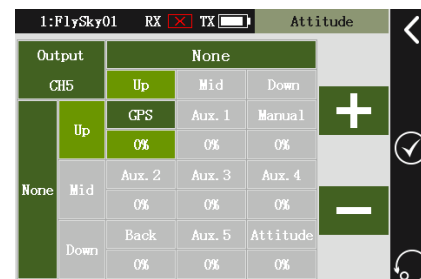 1:FlySky01 RX TX Attitude
Output None
CH5 Up Mid Down
GPS Aux.1 Manual
Up
0% 0% 0%
Aux.2 Aux.3 Aux.4
None Mid
0% 0% 0%
Back Aux.5 Attitude
Down
0% 0% 0%